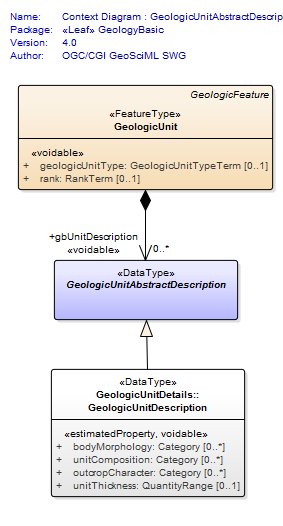 Name: Context Diagram : GeologicUnitAbstractDescrip
Package: «Leaf» GeologyBasic
Version: 4.0
Author: OGC/CGI GeoSciML SWG
GeologicFeature
«FeatureType»
GeologicUnit
«voidable»
+ geologicUnitType: GeologicUnitTypeTerm [0..1]
+ rank: RankTerm [0..1]
+gbUnitDescription
«voidable» 0..*
«DataType»
GeologicUnitAbstractDescription
«DataType»
GeologicUnitDetails::
GeologicUnitDescription
«estimatedProperty, voidable»
+ bodyMorphology: Category [0..*]
+ unitComposition: Category [0..*]
+ outcropCharacter: Category [0..*]
+ unitThickness: QuantityRange [0..1]